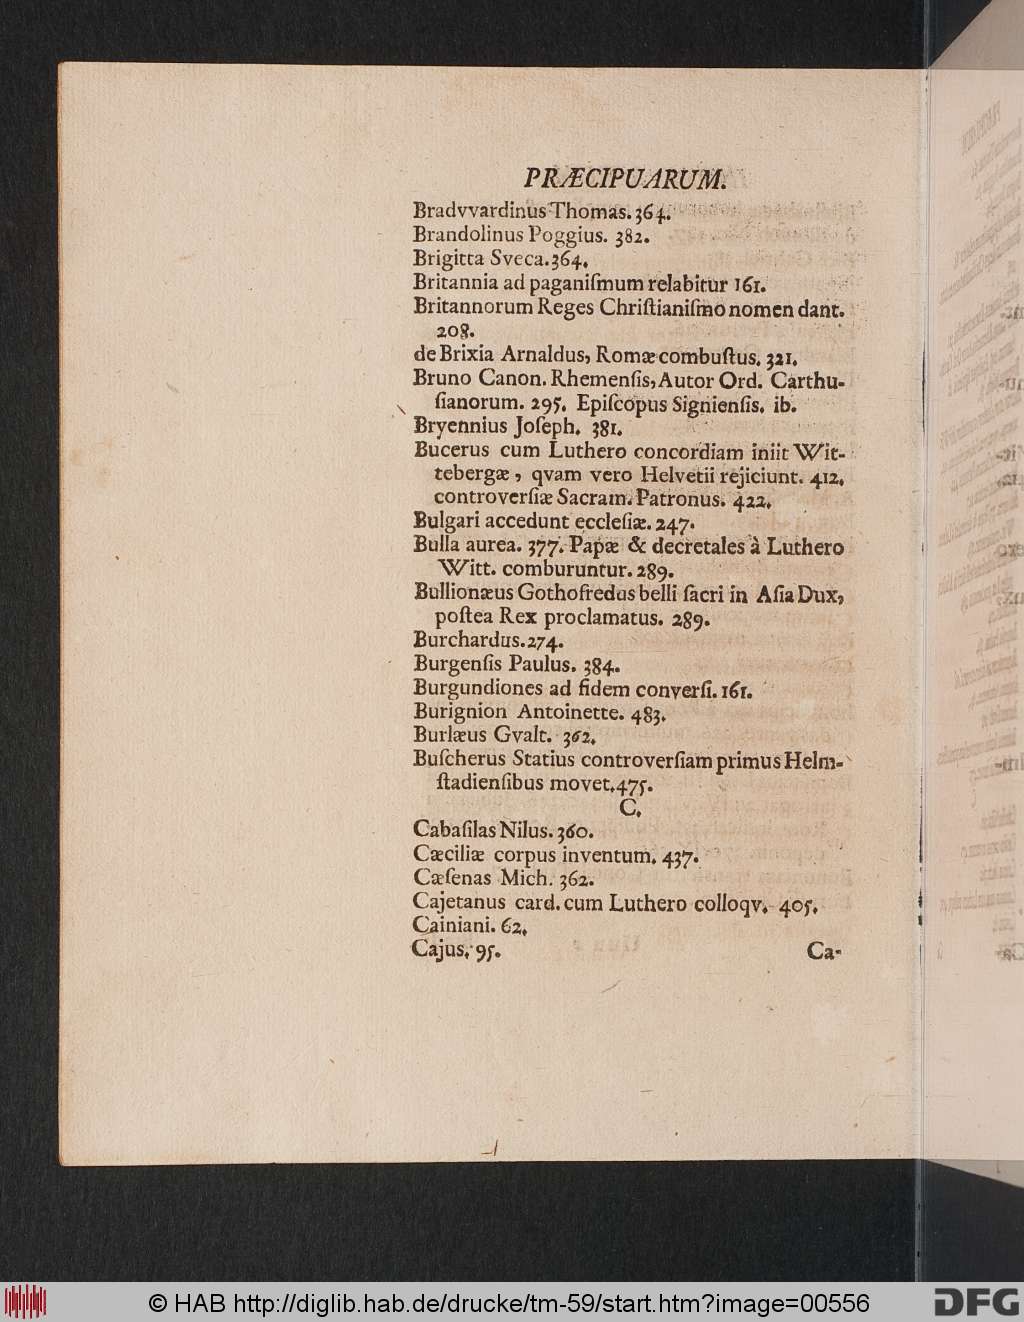 PRÆCIPUARUM.
Bradvvardinus Thomas. 364.
Brandolinus Poggius. 382.
Brigitta Sveca. 364.
Britannia ad paganiſmum relabitur 161.
Britannorum Reges Chriſtianiſmo nomen dant.
208.
de Brixia Arnaldus, Romæ combuſtus. 321.
Bruno Canon. Rhemenſis, Autor Ord. Carthu-
ſianorum. 295. Epiſcopus Signienſis. ib.
Bryennius Joſeph. 381.
Bucerus cum Luthero concordiam iniit Wit-
tebergæ, qvam vero Helvetii rejiciunt. 412.
controverſiæ Sacram. Patronus. 422.
Bulgari accedunt eccleſiæ. 247.
Bulla aurea. 377. Papæ & decretales à Luthero
Witt. comburuntur. 289.
Bullionæus Gothofredus belli ſacri in Aſia Dux,
poſtea Rex proclamatus. 289.
Burchardus. 274.
Burgenſis Paulus. 384.
Burgundiones ad fidem converſi. 161.
Burignion Antoinette. 483.
Burlæus Gvalt. 362.
Buſcherus Statius controverſiam primus Helm-
ſtadienſibus movet. 475.
C.
Cabaſilas Nilus. 360.
Cæciliæ corpus inventum. 437.
Cæſenas Mich. 362.
Cajetanus card. cum Luthero colloqv. 405.
Cainiani. 62.
Cajus. 95. Ca-
© HAB http://diglib.hab.de/drucke/tm-59/start.htm?image=00556
DFG